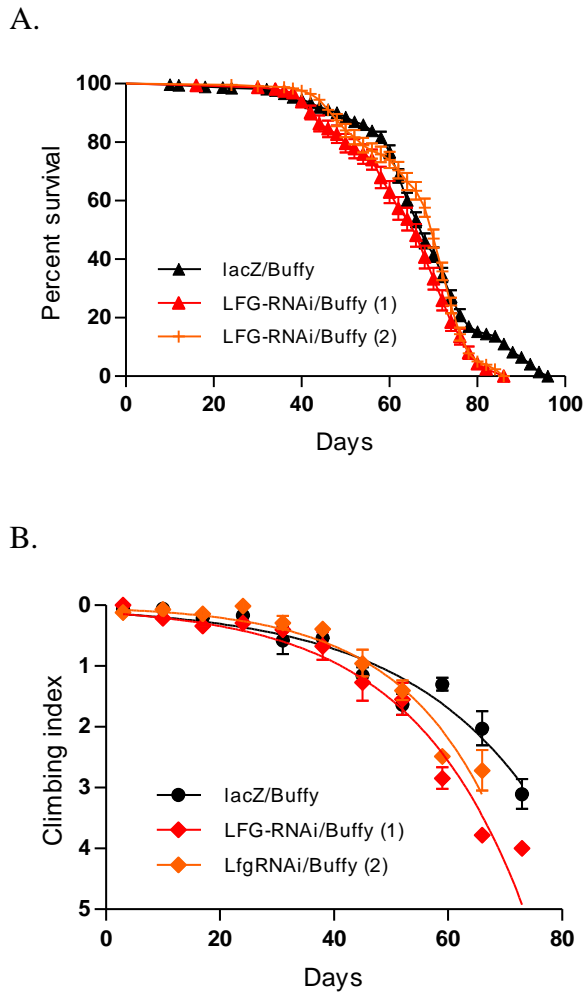 A.
100
80
60
40
20
0
Percent survival
lacZ/Buffy
LFG-RNAi/Buffy (1)
LFG-RNAi/Buffy (2)
0 20 40 60 80 100
Days
B.
0
1
2
3
4
5
Climbing index
lacZ/Buffy
LFG-RNAi/Buffy (1)
LfgRNAi/Buffy (2)
0 20 40 60 80
Days